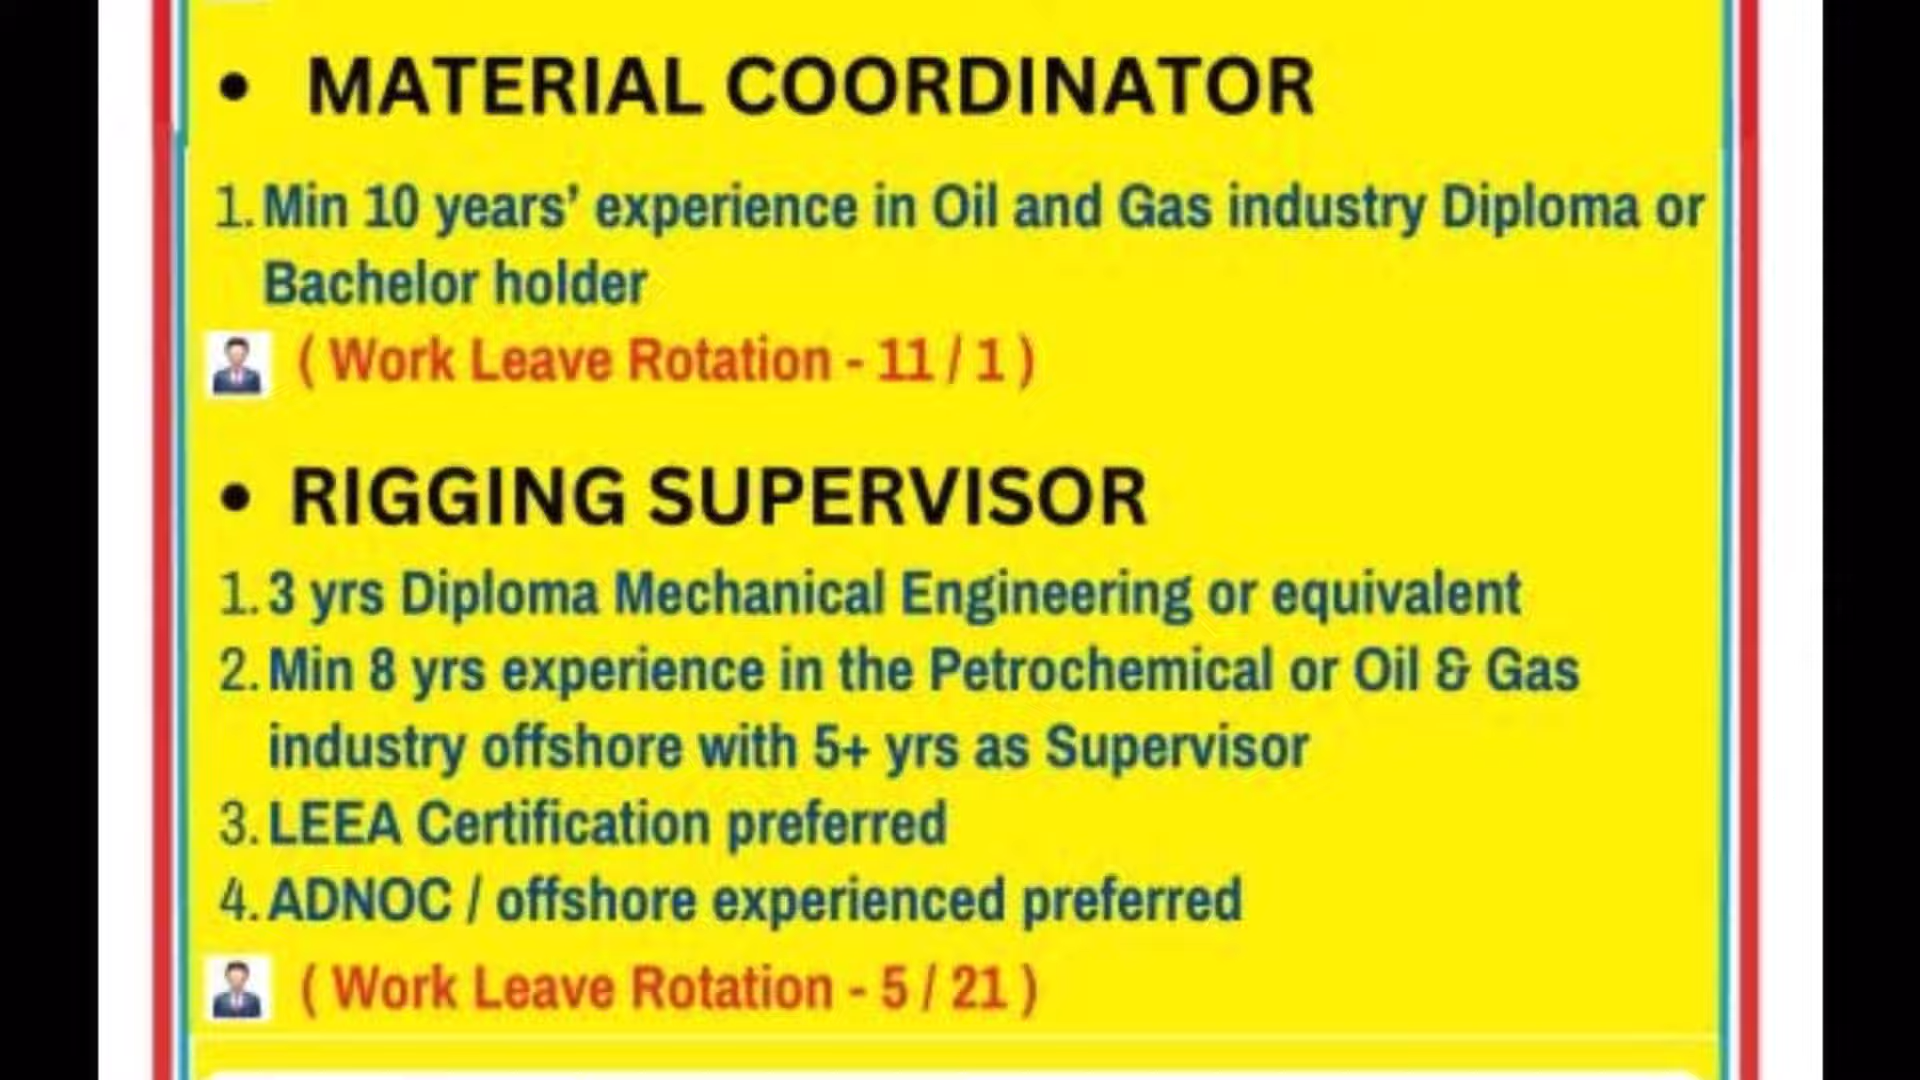 • MATERIAL COORDINATOR
1. Min 10 years’ experience in Oil and Gas industry Diploma or
Bachelor holder
( Work Leave Rotation - 11 / 1 )
• RIGGING SUPERVISOR
1. 3 yrs Diploma Mechanical Engineering or equivalent
2. Min 8 yrs experience in the Petrochemical or Oil & Gas
industry offshore with 5+ yrs as Supervisor
3. LEEA Certification preferred
4. ADNOC / offshore experienced preferred
( Work Leave Rotation - 5 / 21 )